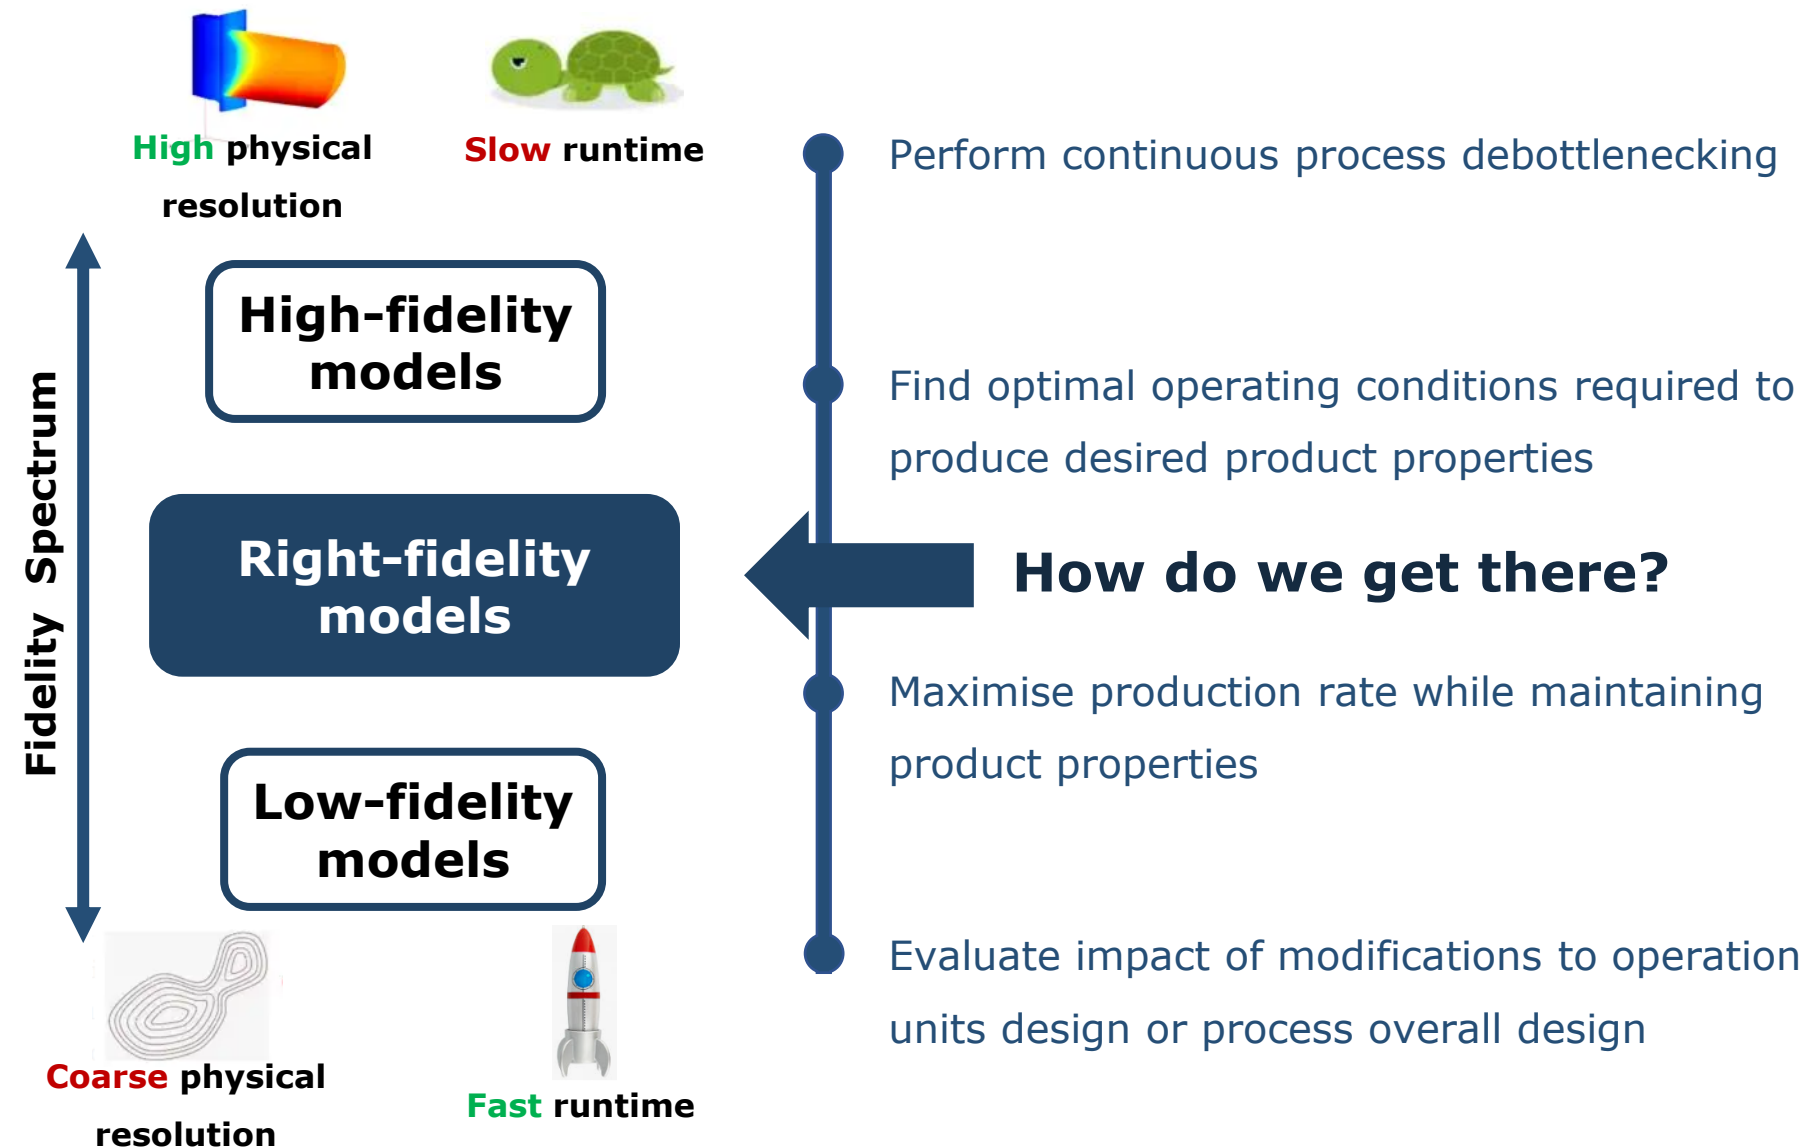 High physical
resolution
Slow runtime
Fidelity Spectrum
High-fidelity
models
Right-fidelity
models
Low-fidelity
models
Coarse physical
resolution
Fast runtime
Perform continuous process debottlenecking
Find optimal operating conditions required to
produce desired product properties
How do we get there?
Maximise production rate while maintaining
product properties
Evaluate impact of modifications to operation
units design or process overall design